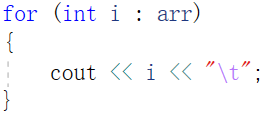 for (int i : arr)
{
    cout << i << "\t";
}